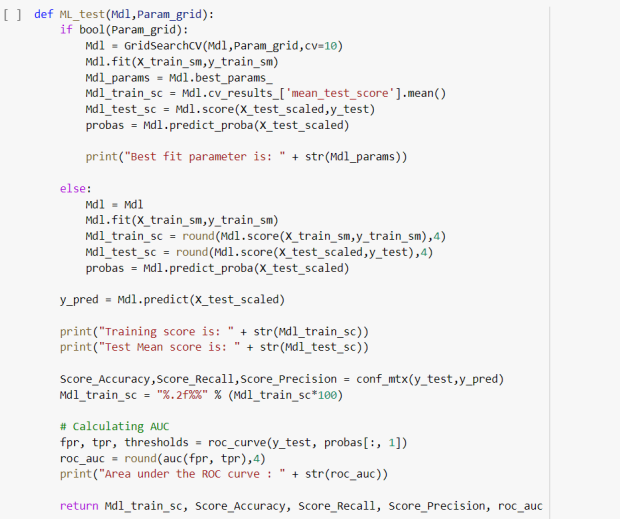 [ ] def ML_test(Mdl,Param_grid):
    if bool(Param_grid):
        Mdl = GridSearchCV(Mdl,Param_grid,cv=10)
        Mdl.fit(X_train_sm,y_train_sm)
        Mdl_params = Mdl.best_params_
        Mdl_train_sc = Mdl.cv_results_['mean_test_score'].mean()
        Mdl_test_sc = Mdl.score(X_test_scaled,y_test)
        probas = Mdl.predict_proba(X_test_scaled)

        print("Best fit parameter is: " + str(Mdl_params))

    else:
        Mdl = Mdl
        Mdl.fit(X_train_sm,y_train_sm)
        Mdl_train_sc = round(Mdl.score(X_train_sm,y_train_sm),4)
        Mdl_test_sc = round(Mdl.score(X_test_scaled,y_test),4)
        probas = Mdl.predict_proba(X_test_scaled)

    y_pred = Mdl.predict(X_test_scaled)

    print("Training score is: " + str(Mdl_train_sc))
    print("Test Mean score is: " + str(Mdl_test_sc))

    Score_Accuracy,Score_Recall,Score_Precision = conf_mtx(y_test,y_pred)
    Mdl_train_sc = "%.2f%%" % (Mdl_train_sc*100)

    # Calculating AUC
    fpr, tpr, thresholds = roc_curve(y_test, probas[:, 1])
    roc_auc = round(auc(fpr, tpr),4)
    print("Area under the ROC curve : " + str(roc_auc))

    return Mdl_train_sc, Score_Accuracy, Score_Recall, Score_Precision, roc_auc